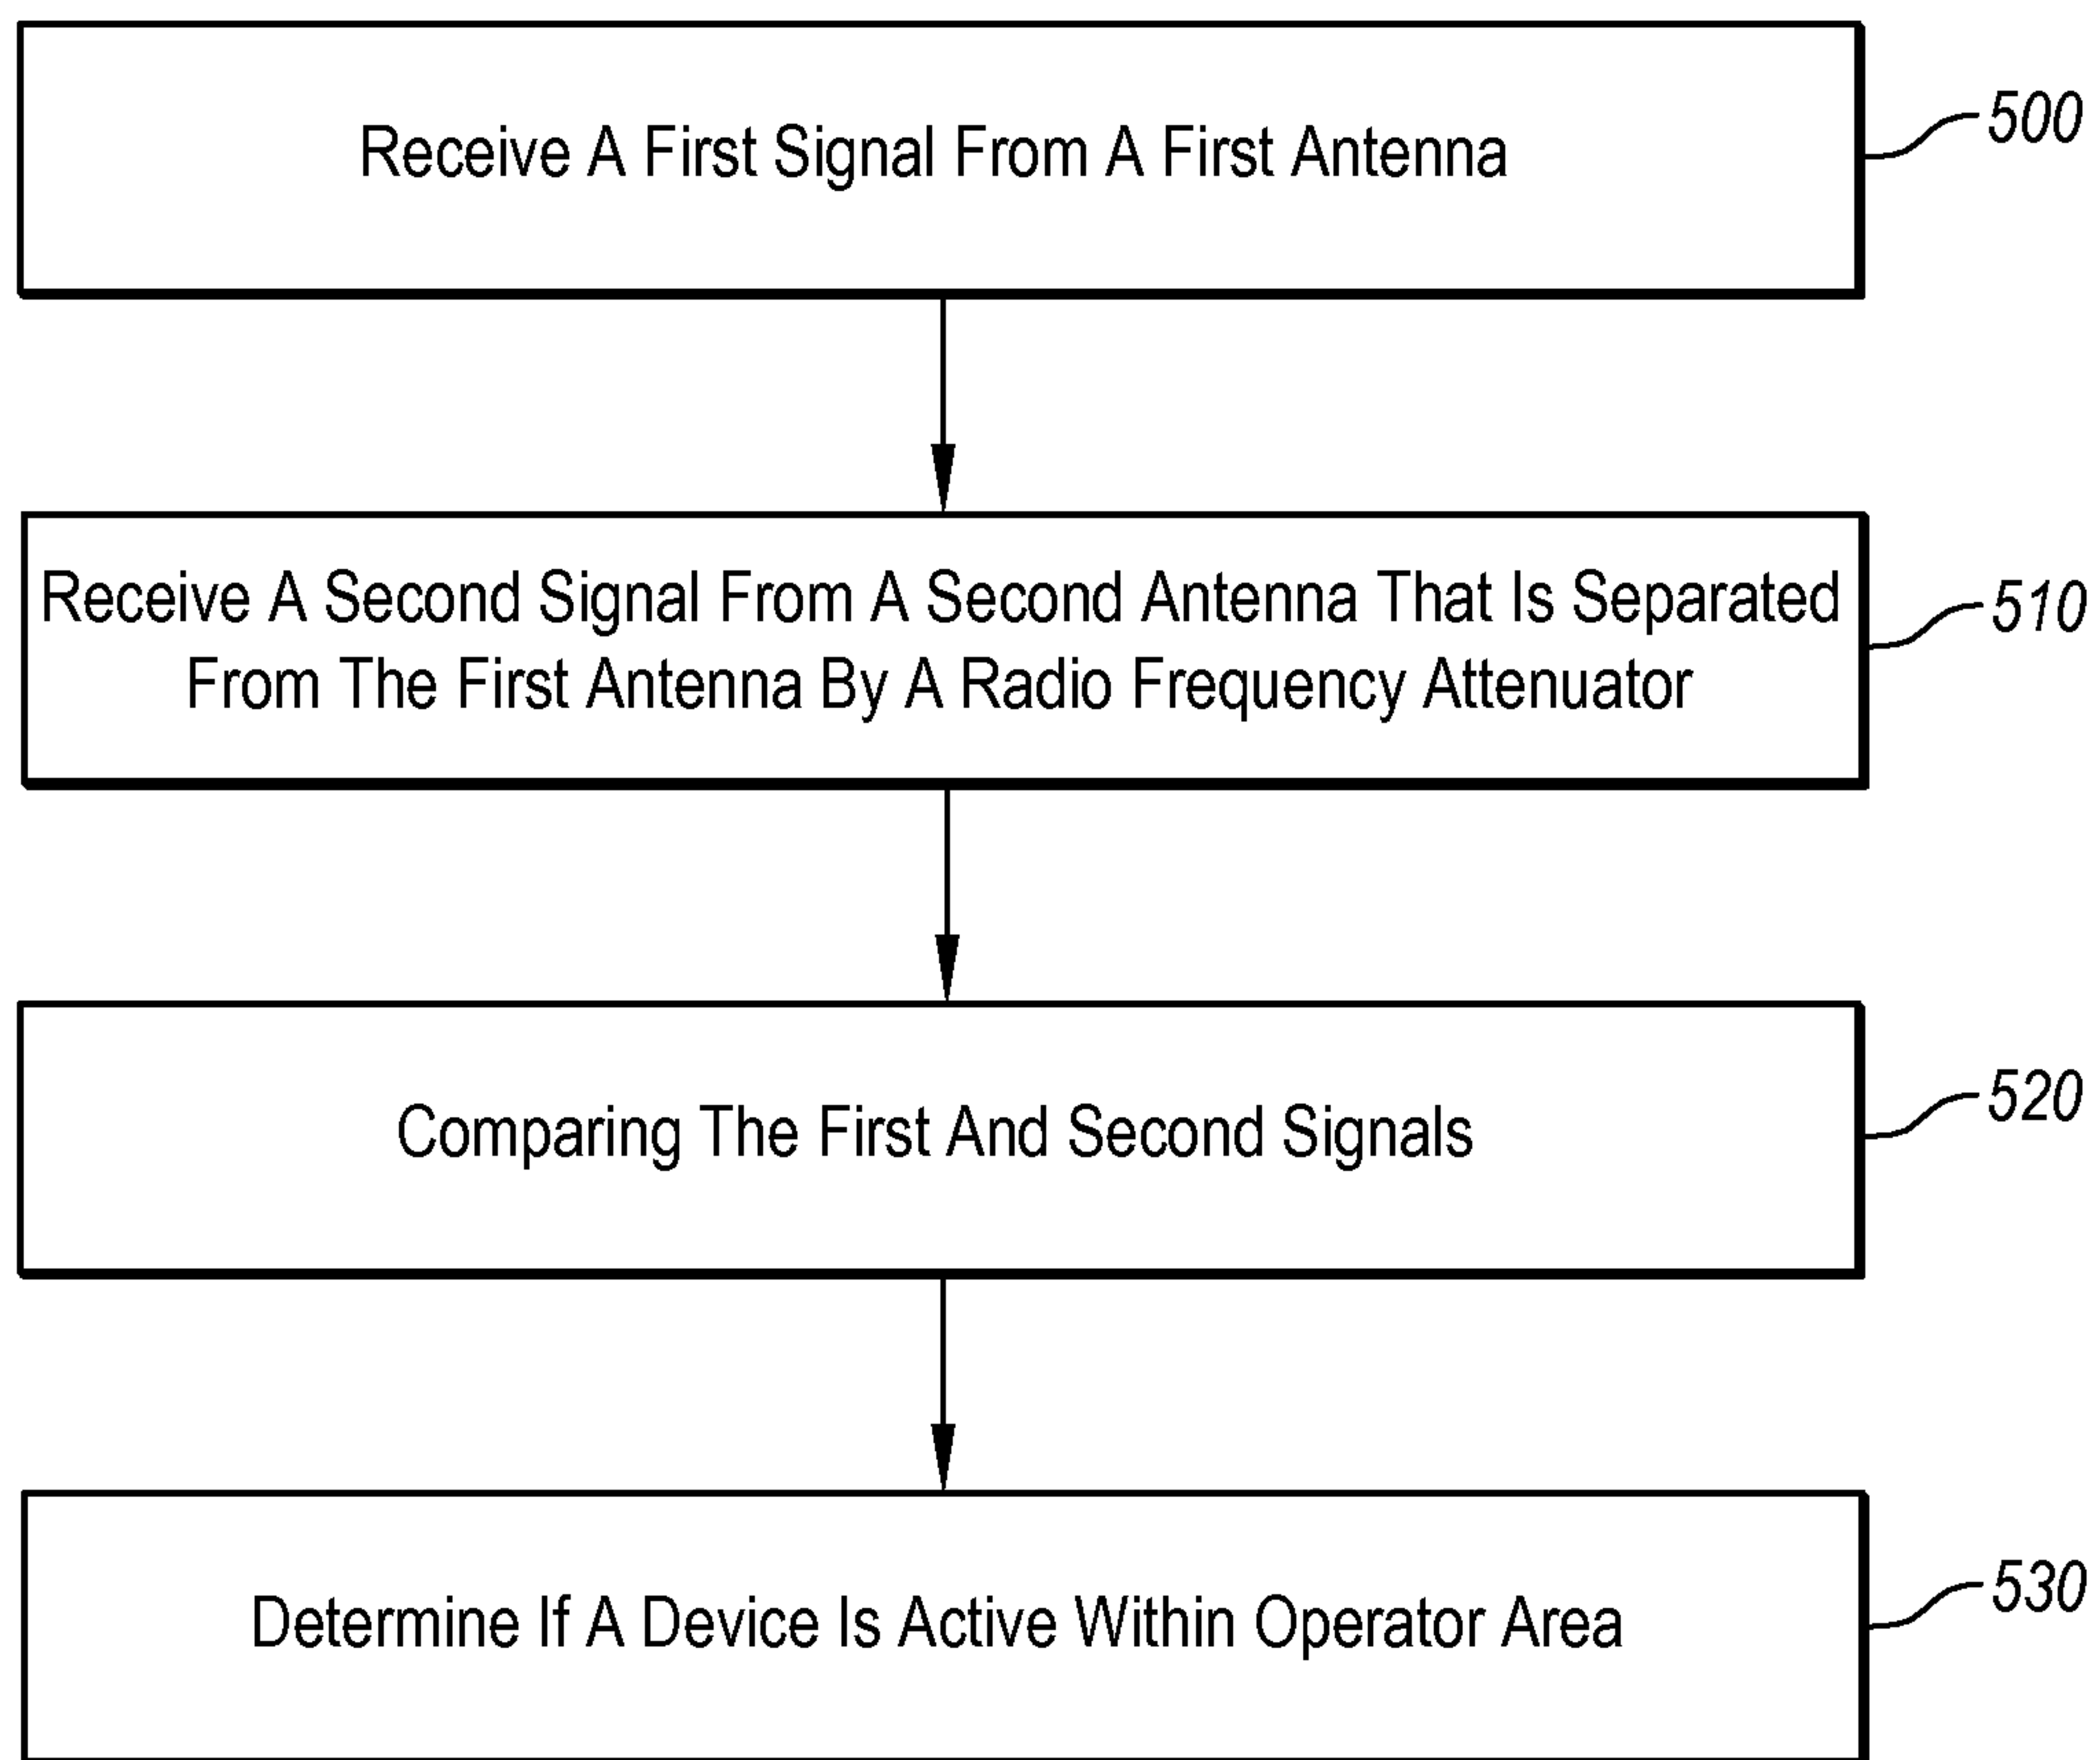 Receive A First Signal From A First Antenna
500
Receive A Second Signal From A Second Antenna That Is Separated
From The First Antenna By A Radio Frequency Attenuator
510
Comparing The First And Second Signals
520
Determine If A Device Is Active Within Operator Area
530